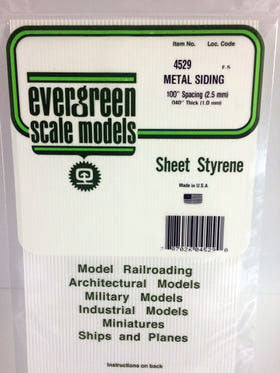 Item No. Loc. Code
4529 F-5
METAL SIDING
.100" Spacing (2.5 mm)
.040" Thick (1.0 mm)
evergreen
scale models
Sheet Styrene
Made in U.S.A
Model Railroading
Architectural Models
Military Models
Industrial Models
Miniatures
Ships and Planes
Instructions on back